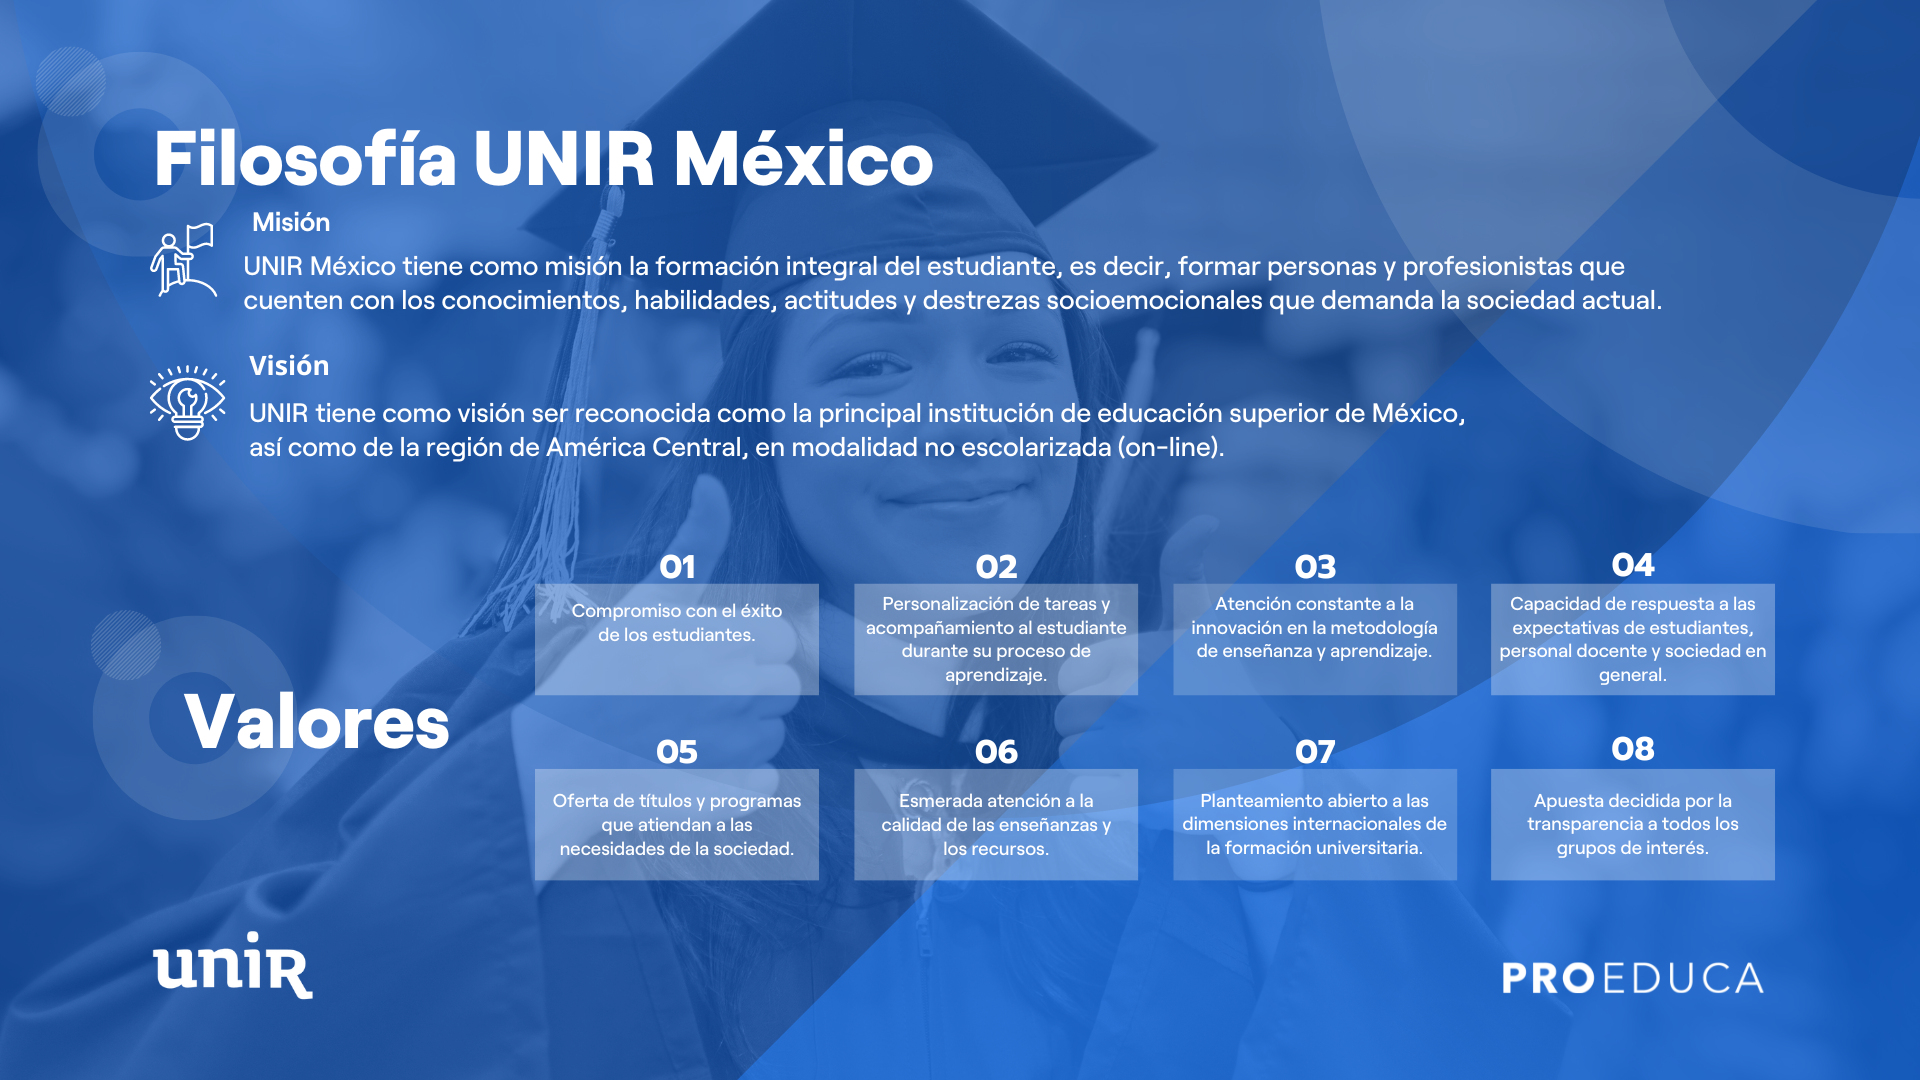 Filosofía UNIR México
Misión
UNIR México tiene como misión la formación integral del estudiante, es decir, formar personas y profesionistas que
cuenten con los conocimientos, habilidades, actitudes y destrezas socioemocionales que demanda la sociedad actual.
Visión
UNIR tiene como visión ser reconocida como la principal institución de educación superior de México,
así como de la región de América Central, en modalidad no escolarizada (on-line).
Valores
01
Compromiso con el éxito
de los estudiantes.
02
Personalización de tareas y
acompañamiento al estudiante
durante su proceso de
aprendizaje.
03
Atención constante a la
innovación en la metodología
de enseñanza y aprendizaje.
04
Capacidad de respuesta a las
expectativas de estudiantes,
personal docente y sociedad en
general.
05
Oferta de títulos y programas
que atiendan a las
necesidades de la sociedad.
06
Esmerada atención a la
calidad de las enseñanzas y
los recursos.
07
Planteamiento abierto a las
dimensiones internacionales de
la formación universitaria.
08
Apuesta decidida por la
transparencia a todos los
grupos de interés.
uniR
PROEDUCA